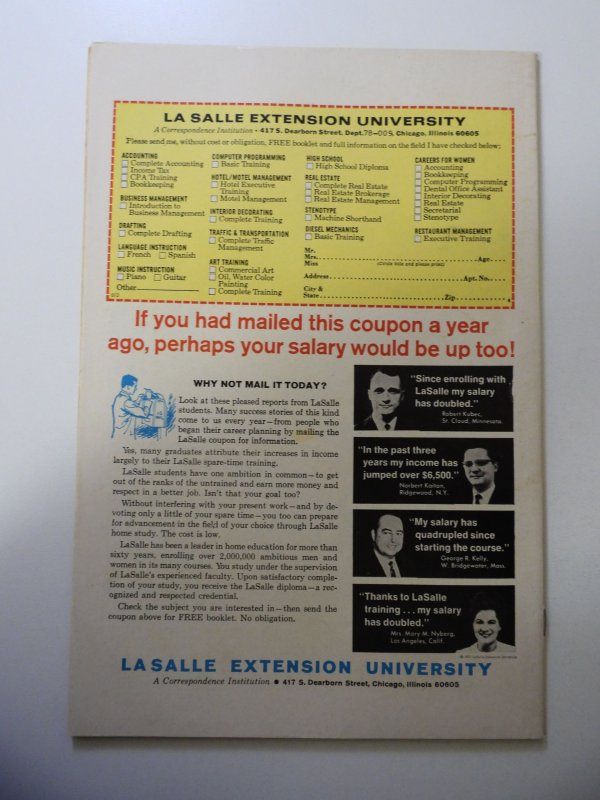 LA SALLE EXTENSION UNIVERSITY
A Correspondence Institution • 417 S. Dearborn Street, Dept. 78-009, Chicago, Illinois 60605
Please send me, without cost or obligation, FREE booklet and full information on the field I have checked below:
ACCOUNTING
Complete Accounting
Income Tax
CPA Training
Bookkeeping
BUSINESS MANAGEMENT
Introduction to
Business Management
DRAFTING
Complete Drafting
LANGUAGE INSTRUCTION
French Spanish
MUSIC INSTRUCTION
Piano Guitar
Other
COMPUTER PROGRAMMING
Basic Training
HOTEL/MOTEL MANAGEMENT
Hotel Executive
Training
Motel Management
INTERIOR DECORATING
Complete Training
TRAFFIC & TRANSPORTATION
Complete Traffic
Management
ART TRAINING
Commercial Art
Oil, Water Color
Painting
Complete Training
HIGH SCHOOL
High School Diploma
REAL ESTATE
Complete Real Estate
Real Estate Brokerage
Real Estate Management
STENOTYPE
Machine Shorthand
DIESEL MECHANICS
Basic Training
CAREERS FOR WOMEN
Accounting
Bookkeeping
Computer Programming
Dental Office Assistant
Interior Decorating
Real Estate
Secretarial
Stenotype
RESTAURANT MANAGEMENT
Executive Training
Mr.
Mrs. Age
Miss (Circle title and please print)
Address Apt. No.
City &
State Zip
If you had mailed this coupon a year
ago, perhaps your salary would be up too!
WHY NOT MAIL IT TODAY?
Look at these pleased reports from LaSalle
students. Many success stories of this kind
come to us every year—from people who
began their career planning by mailing the
LaSalle coupon for information.
Yes, many graduates attribute their increases in income
largely to their LaSalle spare-time training.
LaSalle students have one ambition in common—to get
out of the ranks of the untrained and earn more money and
respect in a better job. Isn't that your goal too?
Without interfering with your present work—and by de-
voting only a little of your spare time—you too can prepare
for advancement in the field of your choice through LaSalle
home study. The cost is low.
LaSalle has been a leader in home education for more than
sixty years, enrolling over 2,000,000 ambitious men and
women in its many courses. You study under the supervision
of LaSalle's experienced faculty. Upon satisfactory comple-
tion of your study, you receive the LaSalle diploma—a rec-
ognized and respected credential.
Check the subject you are interested in—then send the
coupon above for FREE booklet. No obligation.
"Since enrolling with
LaSalle my salary
has doubled."
Robert Kubec,
St. Cloud, Minnesota.
"In the past three
years my income has
jumped over $6,500."
Norbert Kaitan,
Ridgewood, N.Y.
"My salary has
quadrupled since
starting the course."
George R. Kelly,
W. Bridgewater, Mass.
"Thanks to LaSalle
training . . . my salary
has doubled."
Mrs. Mary M. Nyberg,
Los Angeles, Calif.
LA SALLE EXTENSION UNIVERSITY
A Correspondence Institution • 417 S. Dearborn Street, Chicago, Illinois 60605